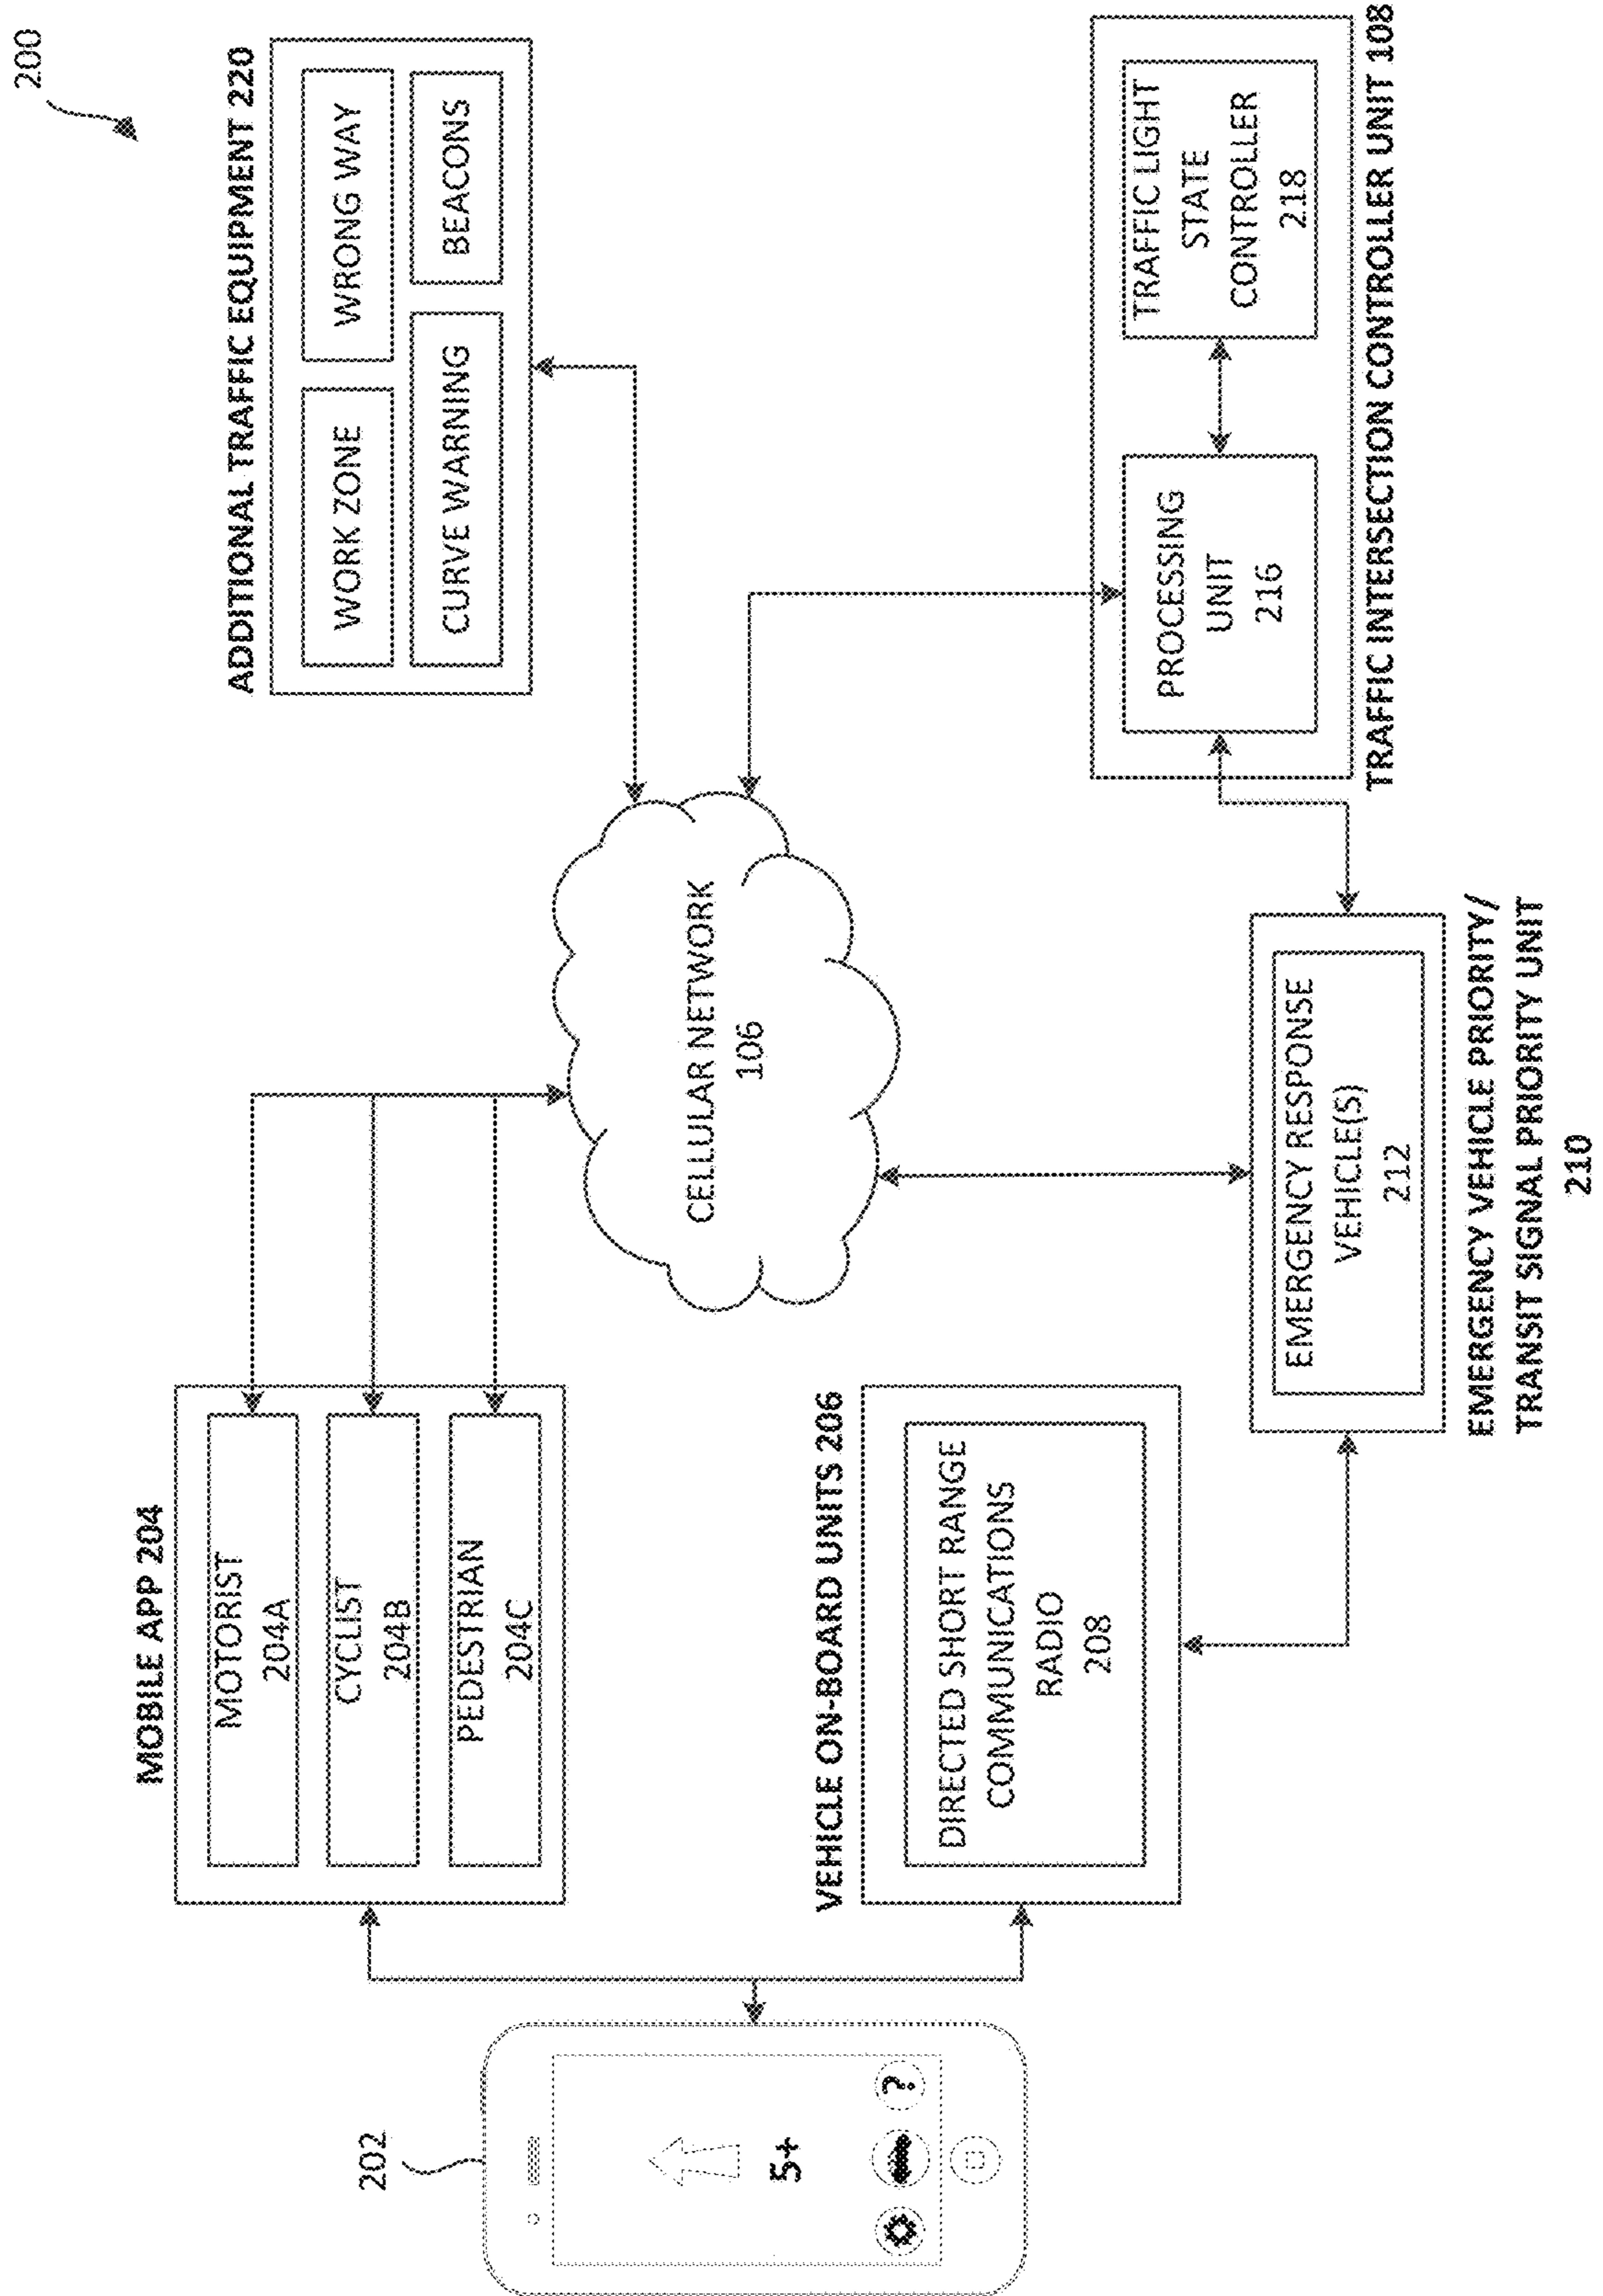 200
MOBILE APP 204
MOTORIST
204A
CYCLIST
204B
PEDESTRIAN
204C
ADDITIONAL TRAFFIC EQUIPMENT 220
WORK ZONE
WRONG WAY
CURVE WARNING
BEACONS
202
5+
?
CELLULAR NETWORK
106
VEHICLE ON-BOARD UNITS 206
DIRECTED SHORT RANGE
COMMUNICATIONS
RADIO
208
PROCESSING
UNIT
216
TRAFFIC LIGHT
STATE
CONTROLLER
218
TRAFFIC INTERSECTION CONTROLLER UNIT 108
EMERGENCY RESPONSE
VEHICLE(S)
212
EMERGENCY VEHICLE PRIORITY/
TRANSIT SIGNAL PRIORITY UNIT
210